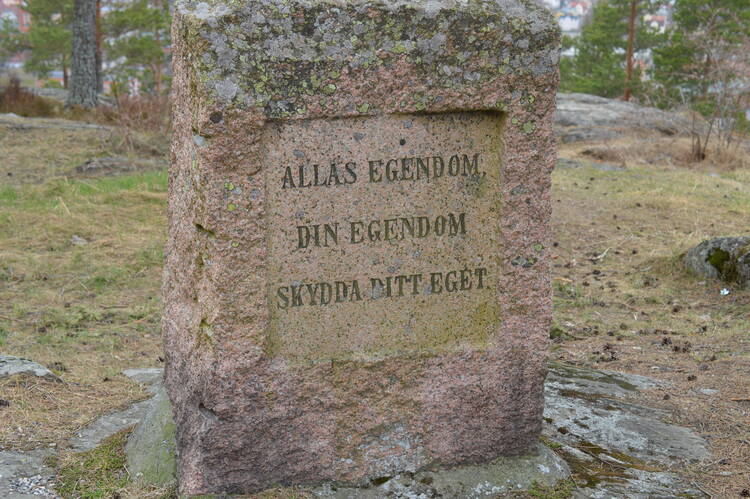 ALLAS EGENDOM,
DIN EGENDOM
SKYDDA DITT EGET.